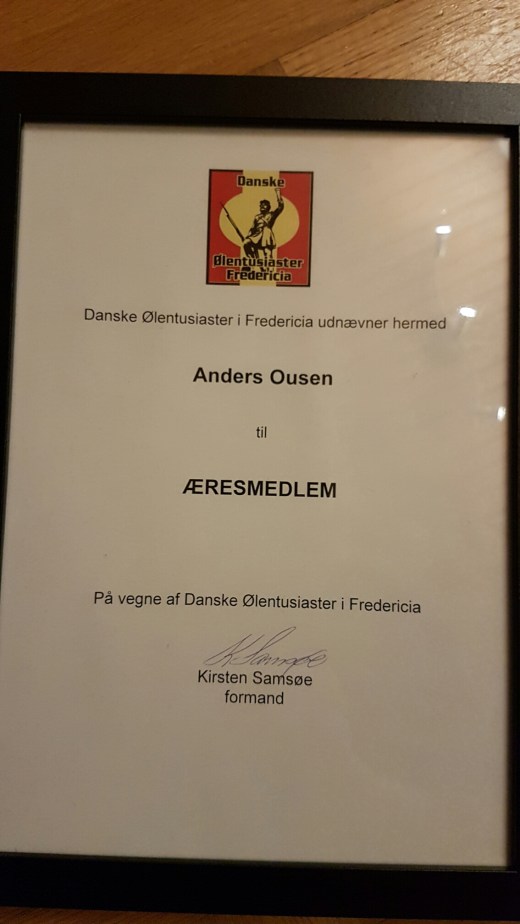 Danske
Ølentusiaster
Fredericia
Danske Ølentusiaster i Fredericia udnævner hermed
Anders Ousen
til
ÆRESMEDLEM
På vegne af Danske Ølentusiaster i Fredericia
K Samsøe
Kirsten Samsøe
formand